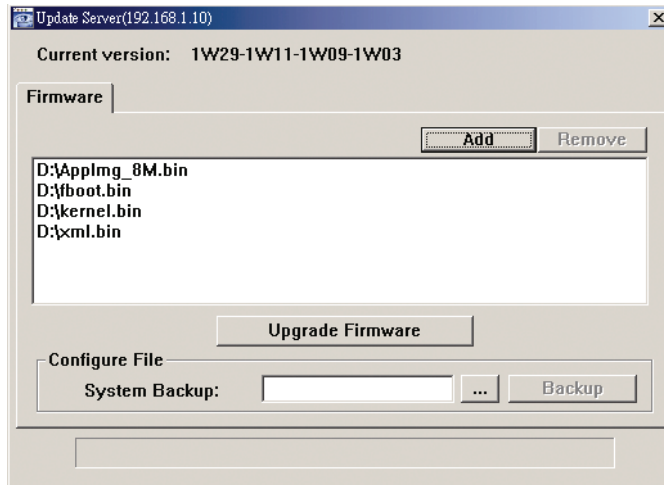 Update Server(192.168.1.10)
Current version: 1W29-1W11-1W09-1W03
Firmware
Add Remove
D:\AppImg_8M.bin
D:\fboot.bin
D:\kernel.bin
D:\xml.bin
Upgrade Firmware
Configure File
System Backup: ... Backup